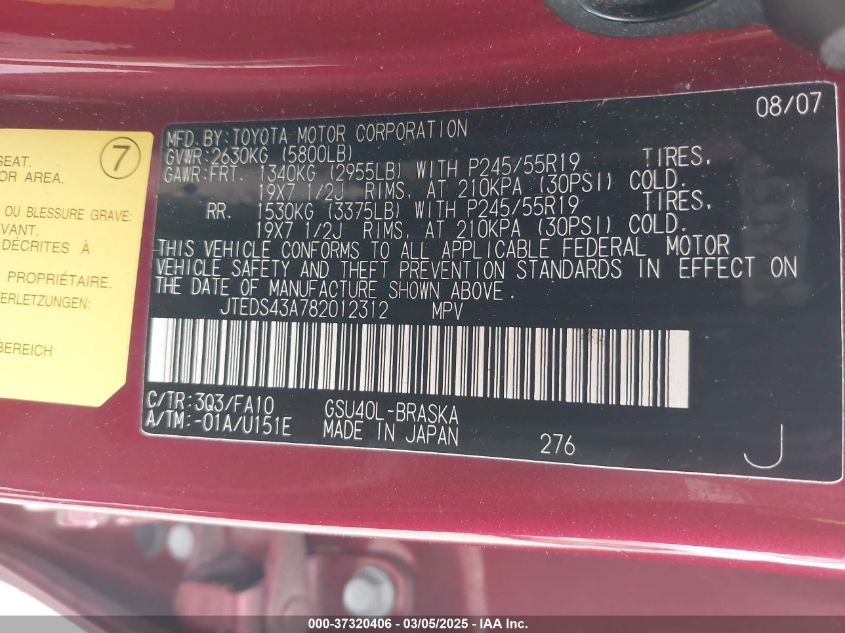 7
SEAT.
OR AREA.
OU BLESSURE GRAVE:
AVANT.
DÉCRITES À
PROPRIÉTAIRE.
VERLETZUNGEN:
BEREICH
08/07
MFD.BY:TOYOTA MOTOR CORPORATION
GVWR:2630KG (5800LB)
GAWR:FRT. 1340KG (2955LB) WITH P245/55R19 TIRES,
19X7 1/2J RIMS, AT 210KPA (30PSI) COLD.
RR. 1530KG (3375LB) WITH P245/55R19 TIRES,
19X7 1/2J RIMS, AT 210KPA (30PSI) COLD.
THIS VEHICLE CONFORMS TO ALL APPLICABLE FEDERAL MOTOR
VEHICLE SAFETY AND THEFT PREVENTION STANDARDS IN EFFECT ON
THE DATE OF MANUFACTURE SHOWN ABOVE.
JTEDS43A782012312 MPV
C/TR:3Q3/FA10 GSU40L-BRASKA
A/TM:-01A/U151E MADE IN JAPAN
276
J
000-37320406 - 03/05/2025 - IAA Inc.